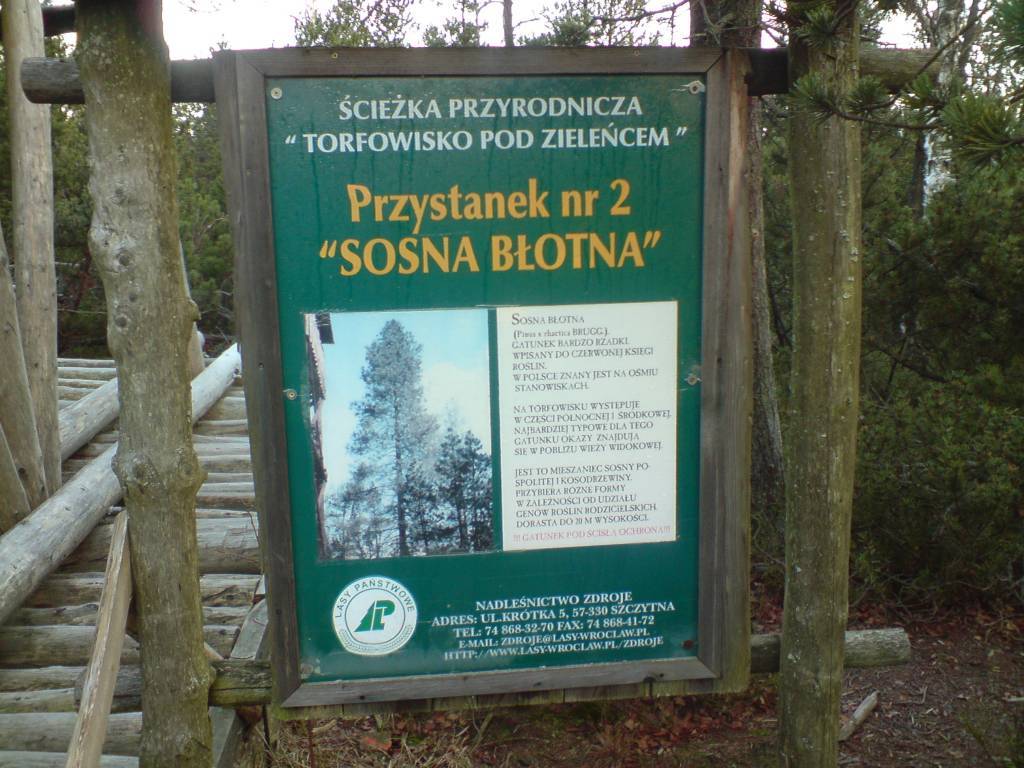 ŚCIEŻKA PRZYRODNICZA
“ TORFOWISKO POD ZIELEŃCEM ”
Przystanek nr 2
“SOSNA BŁOTNA”
SOSNA BŁOTNA
(Pinus x rhaetica BRUGG.).
GATUNEK BARDZO RZADKI.
WPISANY DO CZERWONEJ KSIĘGI
ROŚLIN.
W POLSCE ZNANY JEST NA OŚMIU
STANOWISKACH.
NA TORFOWISKU WYSTĘPUJE
W CZĘŚCI PÓŁNOCNEJ I ŚRODKOWEJ.
NAJBARDZIEJ TYPOWE DLA TEGO
GATUNKU OKAZY ZNAJDUJĄ
SIĘ W POBLIŻU WIEŻY WIDOKOWEJ.
JEST TO MIESZANIEC SOSNY PO-
SPOLITEJ I KOSODRZEWINY.
PRZYBIERA RÓŻNE FORMY
W ZALEŻNOŚCI OD UDZIAŁU
GENÓW ROŚLIN RODZICIELSKICH.
DORASTA DO 20 M WYSOKOŚCI.
!!! GATUNEK POD ŚCISŁĄ OCHRONĄ !!!
LASY PAŃSTWOWE
NADLEŚNICTWO ZDROJE
ADRES: UL.KRÓTKA 5, 57-330 SZCZYTNA
TEL: 74 868-32-70 FAX: 74 868-41-72
E-MAIL: ZDROJE@LASY-WROCLAW.PL
HTTP://WWW.LASY-WROCLAW.PL/ZDROJE